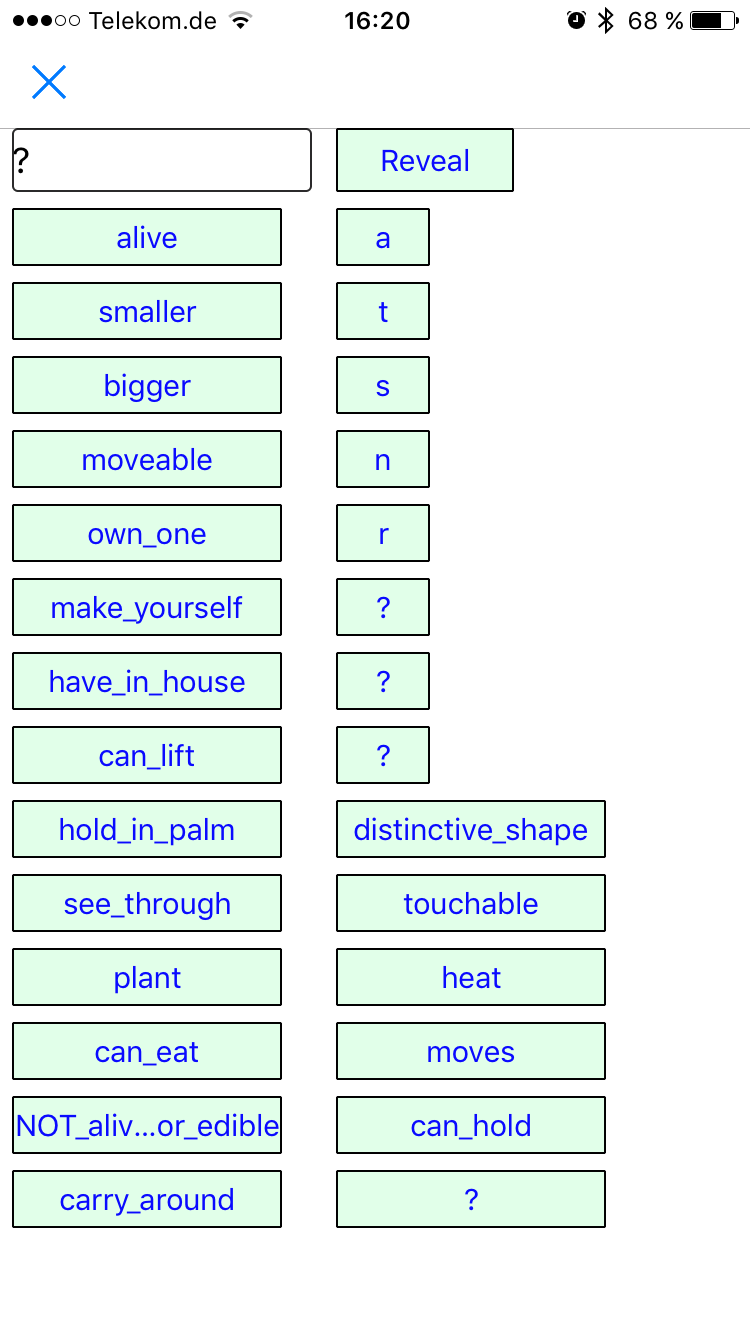 Telekom.de 16:20 68 %
? Reveal
alive a
smaller t
bigger s
moveable n
own_one r
make_yourself ?
have_in_house ?
can_lift ?
hold_in_palm distinctive_shape
see_through touchable
plant heat
can_eat moves
NOT_aliv...or_edible can_hold
carry_around ?